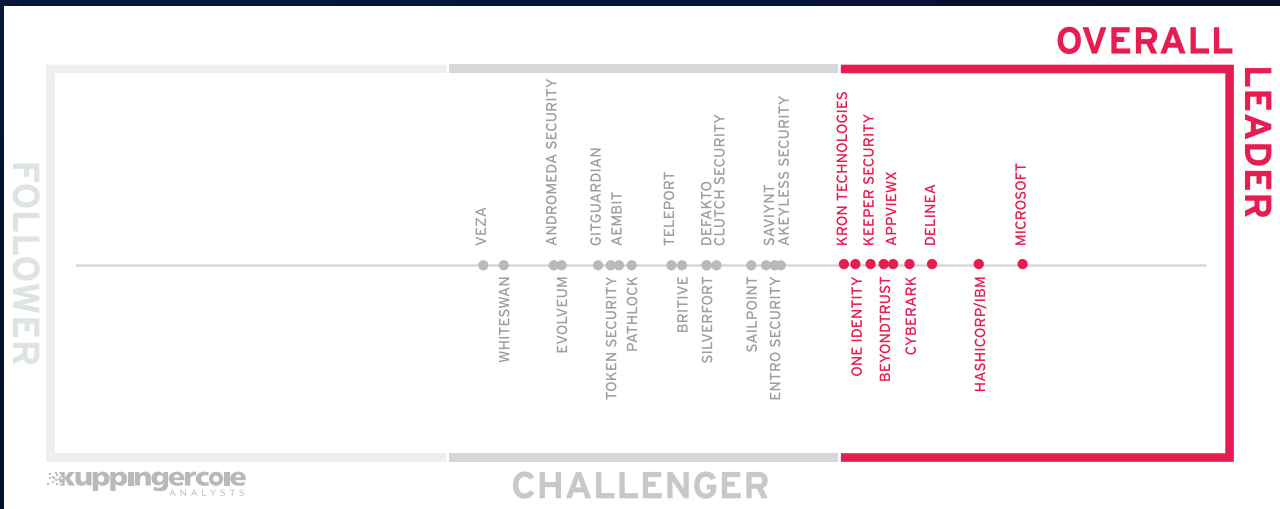 OVERALL
LEADER
FOLLOWER
VEZA
ANDROMEDA SECURITY
GITGUARDIAN
AEMBIT
TELEPORT
DEFAKTO
CLUTCH SECURITY
SAVIYNT
AKEYLESS SECURITY
KRON TECHNOLOGIES
KEEPER SECURITY
APPVIEWX
DELINEA
MICROSOFT
WHITESWAN
EVOLVEUM
TOKEN SECURITY
PATHLOCK
BRITIVE
SILVERFORT
SAILPOINT
ENTRO SECURITY
ONE IDENTITY
BEYONDTRUST
CYBERARK
HASHICORP/IBM
kuppingercole
ANALYSTS
CHALLENGER